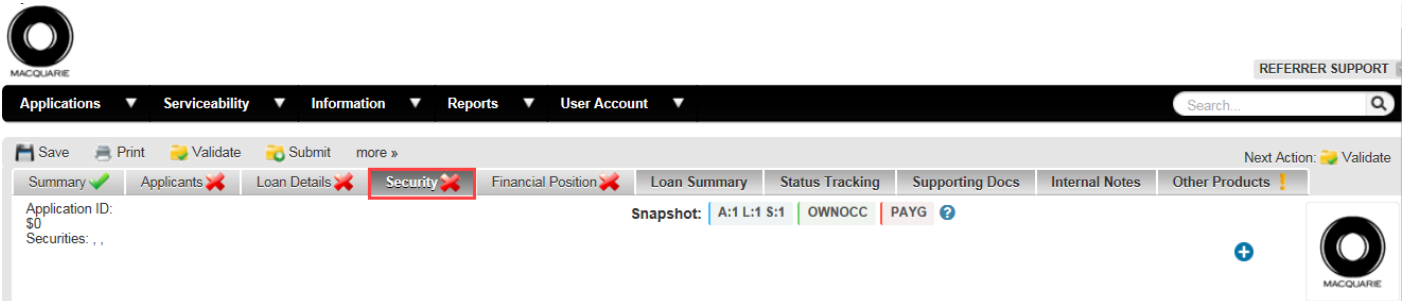 MACQUARIE
REFERRER SUPPORT
Applications Serviceability Information Reports User Account Search...
Save Print Validate Submit more » Next Action: Validate
Summary Applicants Loan Details Security Financial Position Loan Summary Status Tracking Supporting Docs Internal Notes Other Products !
Application ID:
$0
Securities: , ,
Snapshot: A:1 L:1 S:1 OWNOCC PAYG ?
MACQUARIE